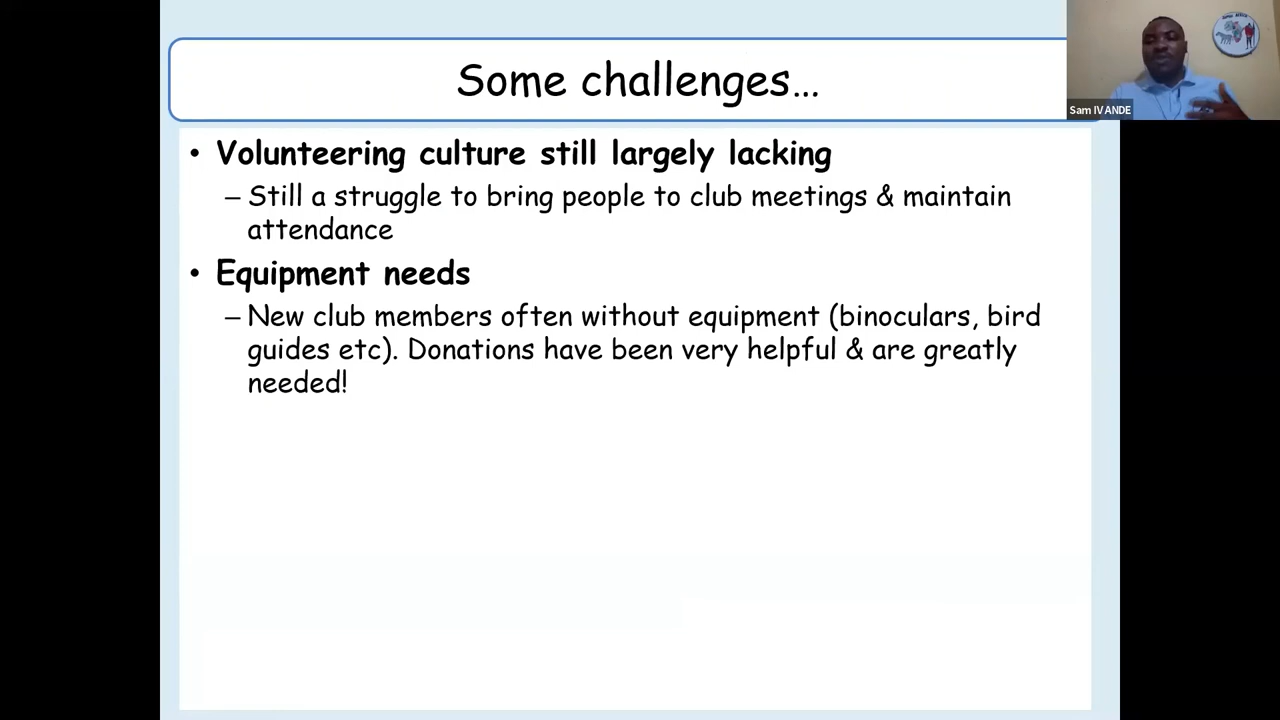 Some challenges…
Sam IVANDE
• Volunteering culture still largely lacking
– Still a struggle to bring people to club meetings & maintain
attendance
• Equipment needs
– New club members often without equipment (binoculars, bird
guides etc). Donations have been very helpful & are greatly
needed!